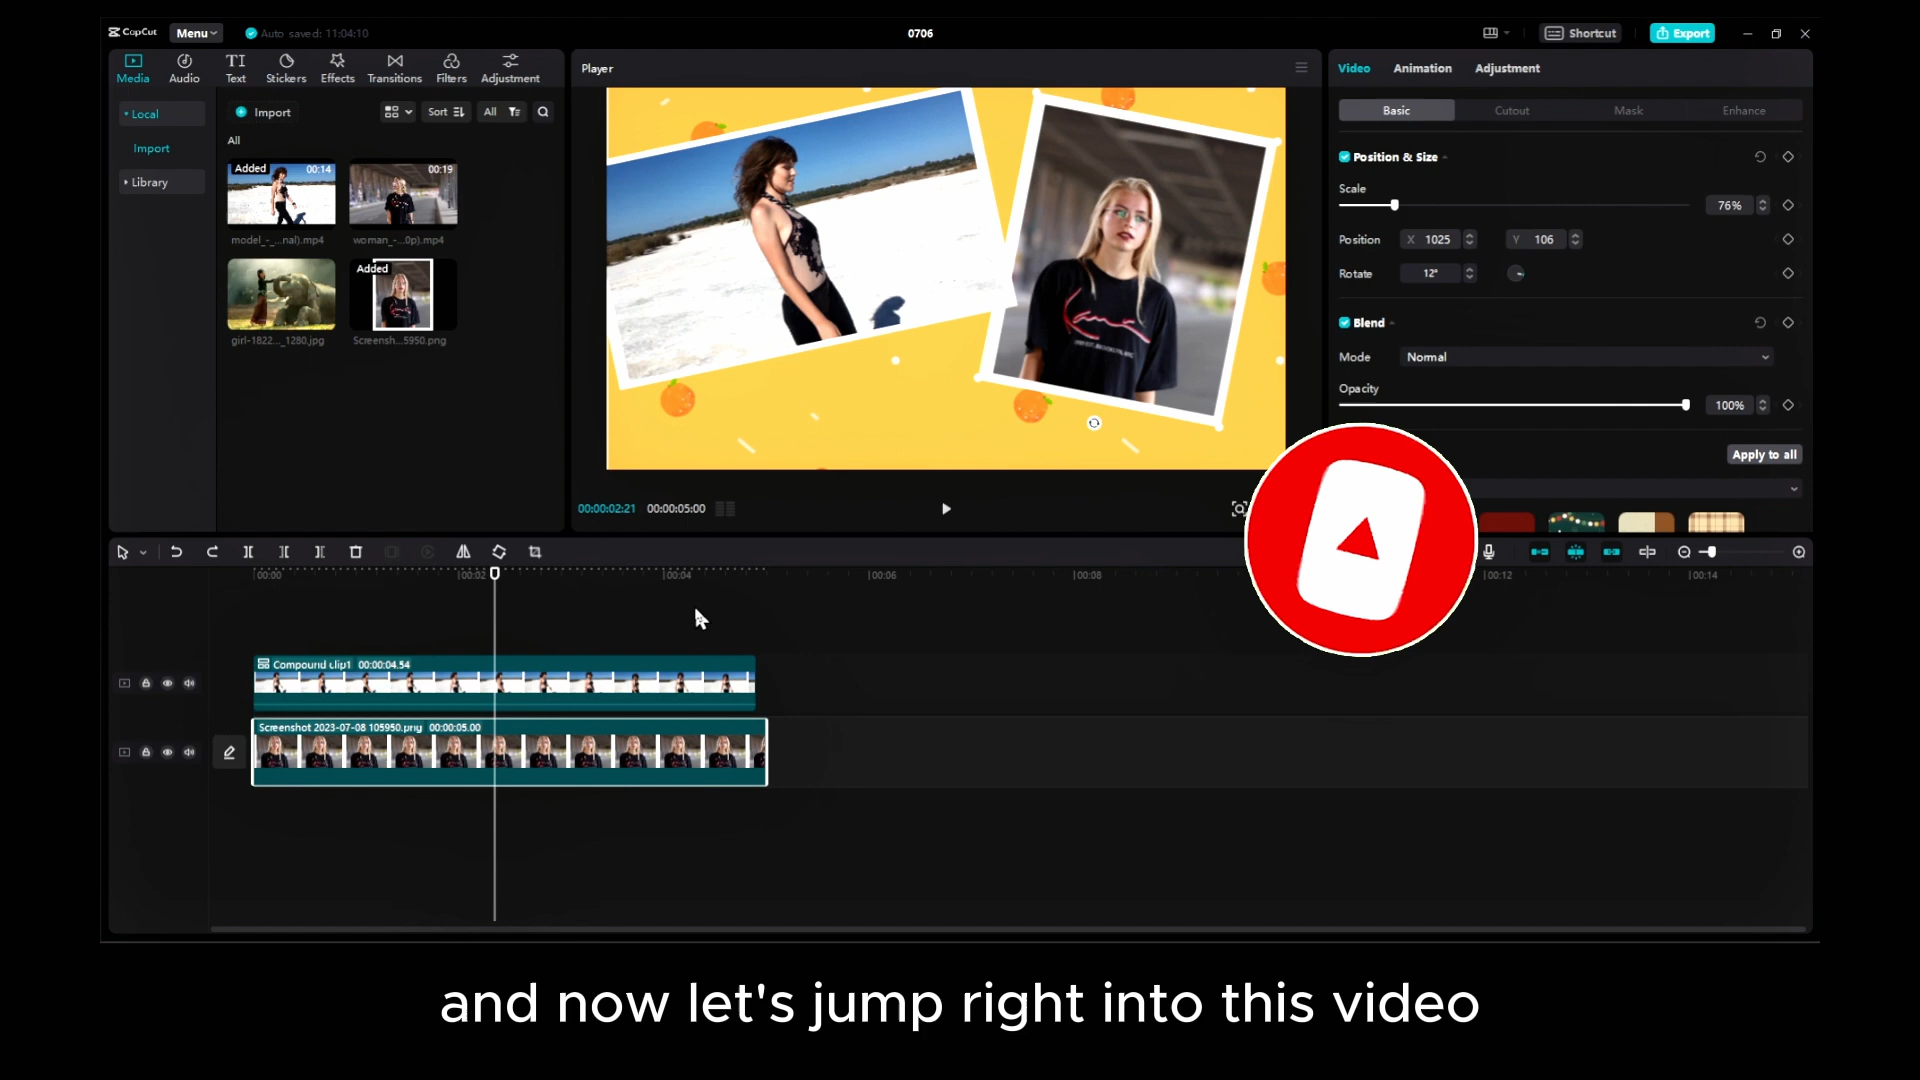 CapCut
Menu
Auto saved: 11:04:10
0706
Shortcut
Export
Media
Audio
Text
Stickers
Effects
Transitions
Filters
Adjustment
Player
Video
Animation
Adjustment
Local
Import
Library
Import
Sort
All
All
Added
00:14
00:19
model_-_...nal).mp4
woman_-...0p).mp4
Added
girl-1822..._1280.jpg
Screensh...5950.png
Basic
Cutout
Mask
Enhance
Position & Size
Scale
76%
Position
X 1025
Y 106
Rotate
12°
Blend
Mode
Normal
Opacity
100%
Apply to all
00:00:02:21
00:00:05:00
00:00
00:02
00:04
00:06
00:08
00:12
00:14
Compound clip1 00:00:04.54
Screenshot 2023-07-08 105950.png 00:00:05.00
and now let's jump right into this video